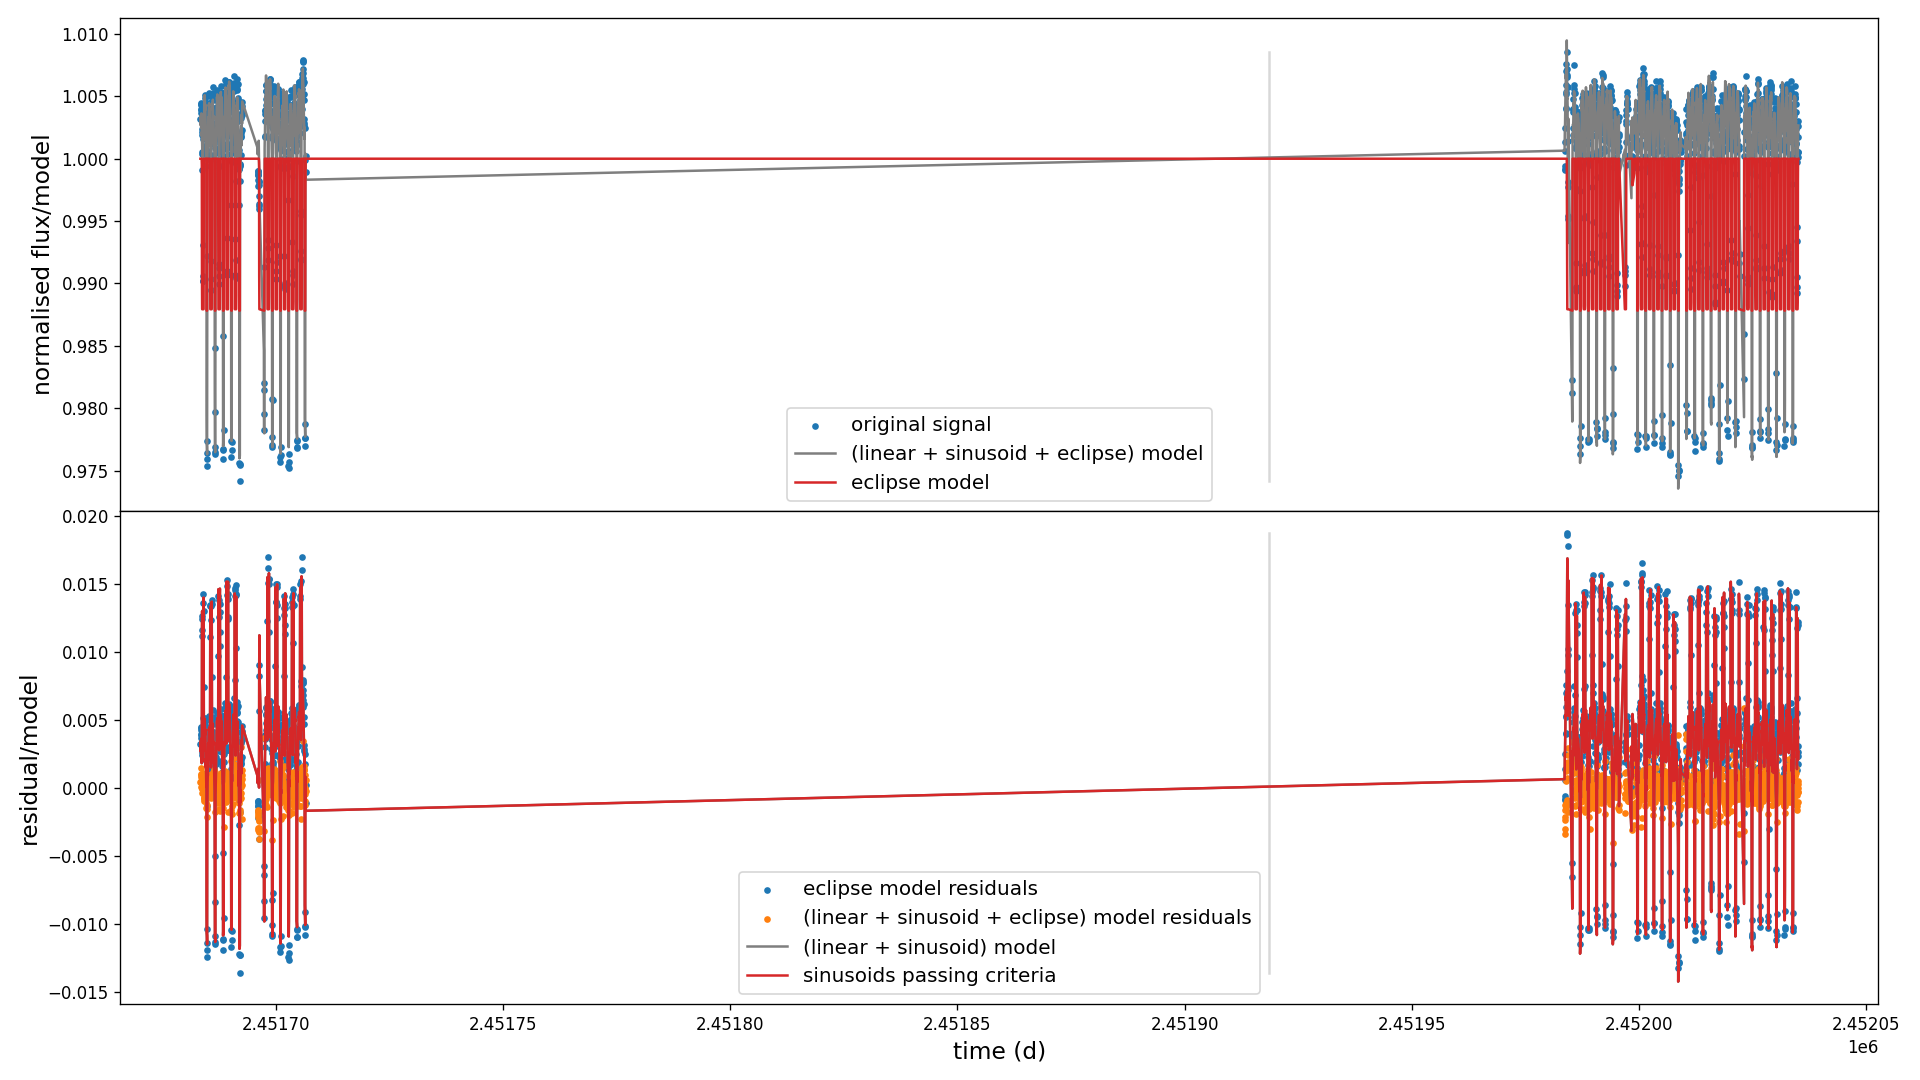 1.010
1.005
1.000
0.995
0.990
0.985
0.980
0.975
normalised flux/model
original signal
(linear + sinusoid + eclipse) model
eclipse model
0.020
0.015
0.010
0.005
0.000
−0.005
−0.010
−0.015
residual/model
eclipse model residuals
(linear + sinusoid + eclipse) model residuals
(linear + sinusoid) model
sinusoids passing criteria
2.45170 2.45175 2.45180 2.45185 2.45190 2.45195 2.45200 2.45205
1e6
time (d)